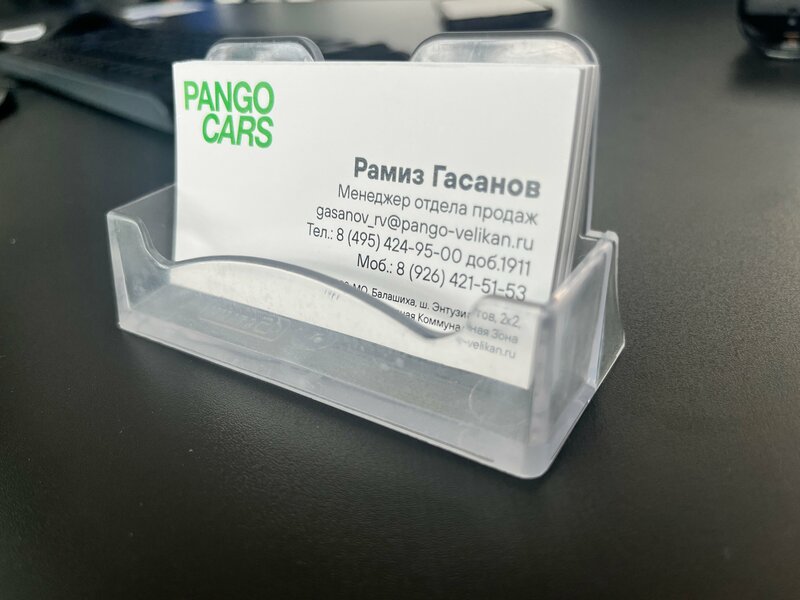 PANGO
CARS
Рамиз Гасанов
Менеджер отдела продаж
gasanov_rv@pango-velikan.ru
Тел.: 8 (495) 424-95-00 доб.1911
Моб.: 8 (926) 421-51-53
МО, Балашиха, ш. Энтузиастов, 2к2,
Зона
-velikan.ru